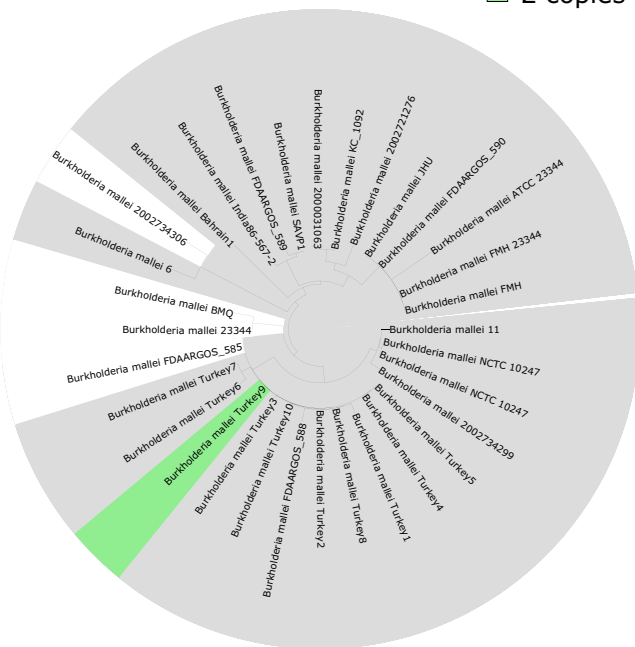 2 copies
Burkholderia mallei 2000031063
Burkholderia mallei KC_1092
Burkholderia mallei 2002721276
Burkholderia mallei JHU
Burkholderia mallei FDAARGOS_590
Burkholderia mallei ATCC 23344
Burkholderia mallei FMH 23344
Burkholderia mallei FMH
Burkholderia mallei 11
Burkholderia mallei NCTC 10247
Burkholderia mallei NCTC 10247
Burkholderia mallei 2002734299
Burkholderia mallei Turkey5
Burkholderia mallei Turkey4
Burkholderia mallei Turkey1
Burkholderia mallei Turkey8
Burkholderia mallei Turkey2
Burkholderia mallei FDAARGOS_588
Burkholderia mallei Turkey10
Burkholderia mallei Turkey3
Burkholderia mallei Turkey9
Burkholderia mallei Turkey6
Burkholderia mallei Turkey7
Burkholderia mallei FDAARGOS_585
Burkholderia mallei 23344
Burkholderia mallei BMQ
Burkholderia mallei 6
Burkholderia mallei 2002734306
Burkholderia mallei Bahrain1
Burkholderia mallei India86-567-2
Burkholderia mallei FDAARGOS_589
Burkholderia mallei SAVP1